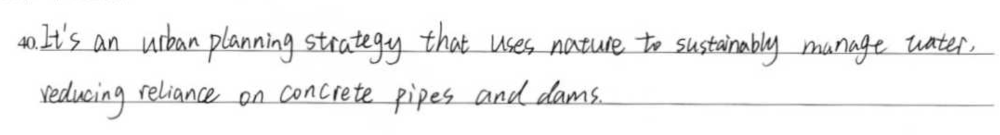 40. It's an urban planning strategy that uses nature to sustainably manage water,
reducing reliance on concrete pipes and dams.